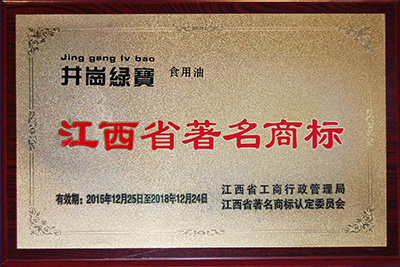 Jing gang lv bao
井崗綠寶 食用油
江西省著名商标
有效期：2015年12月25日至2018年12月24日
江西省工商行政管理局
江西省著名商标认定委员会